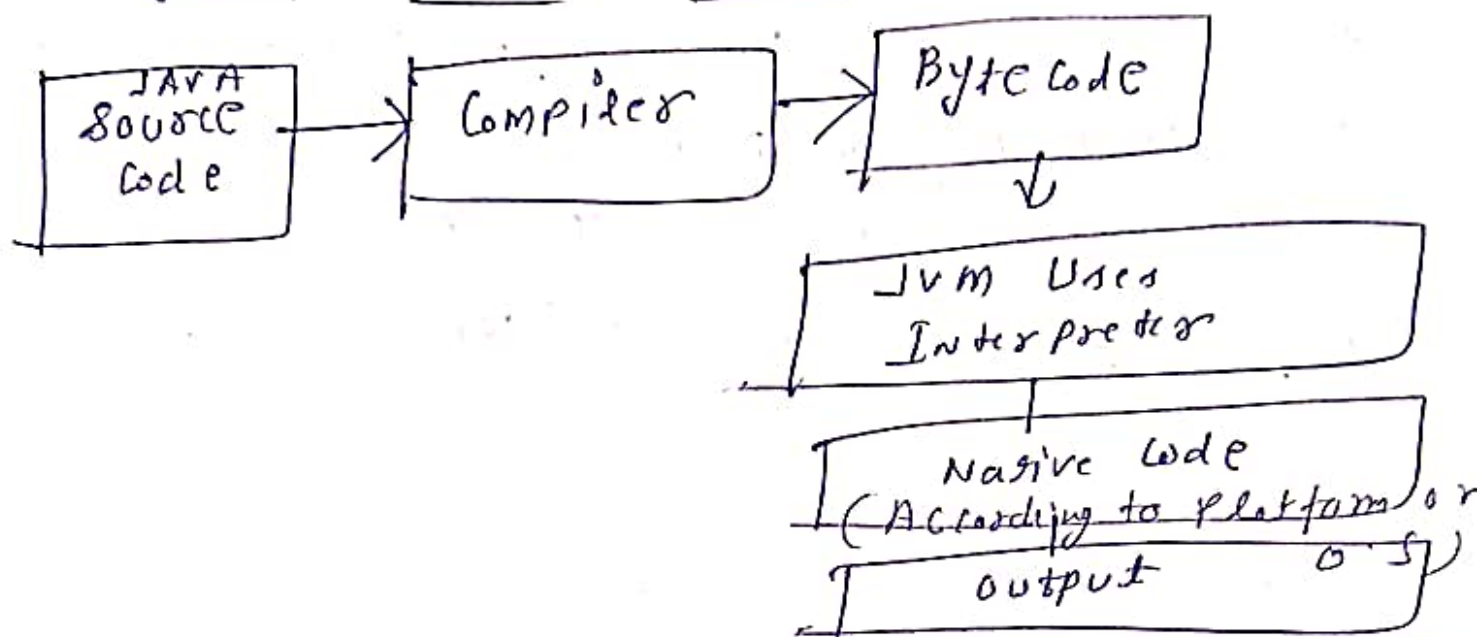 JAVA
Source
Code
Compiler
Byte Code
JVM Uses
Interpreter
Native Code
(According to Platform or
O.S)
output